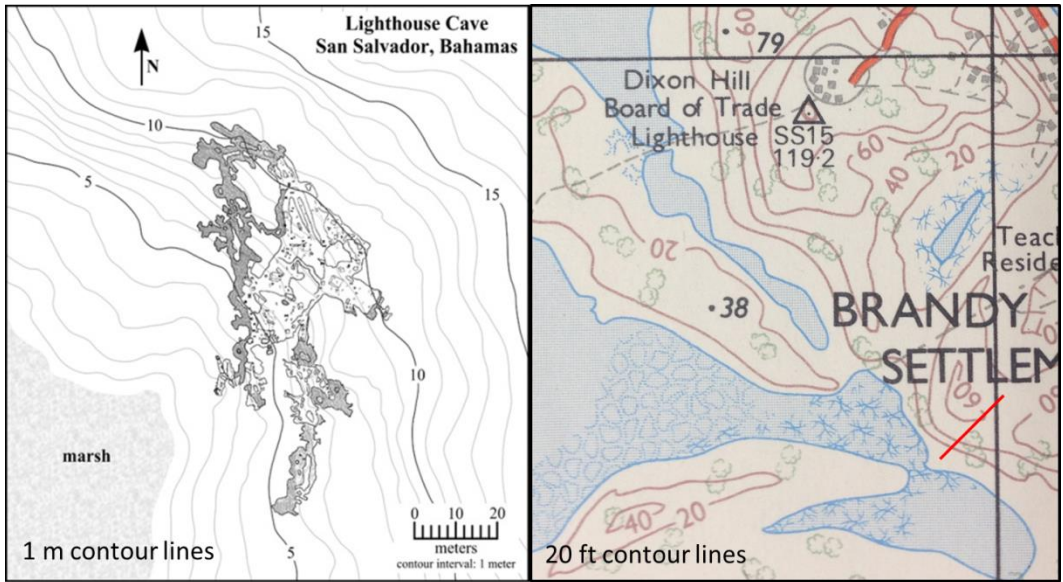 Lighthouse Cave
San Salvador, Bahamas
15
N
10
5
15
10
marsh
0 10 20
meters
contour interval: 1 meter
5
1 m contour lines
60
79
Dixon Hill
Board of Trade
Lighthouse SS15
119·2
60
40 20
20
38
Teach
Reside
BRANDY
SETTLEM
60
40 20
20 ft contour lines